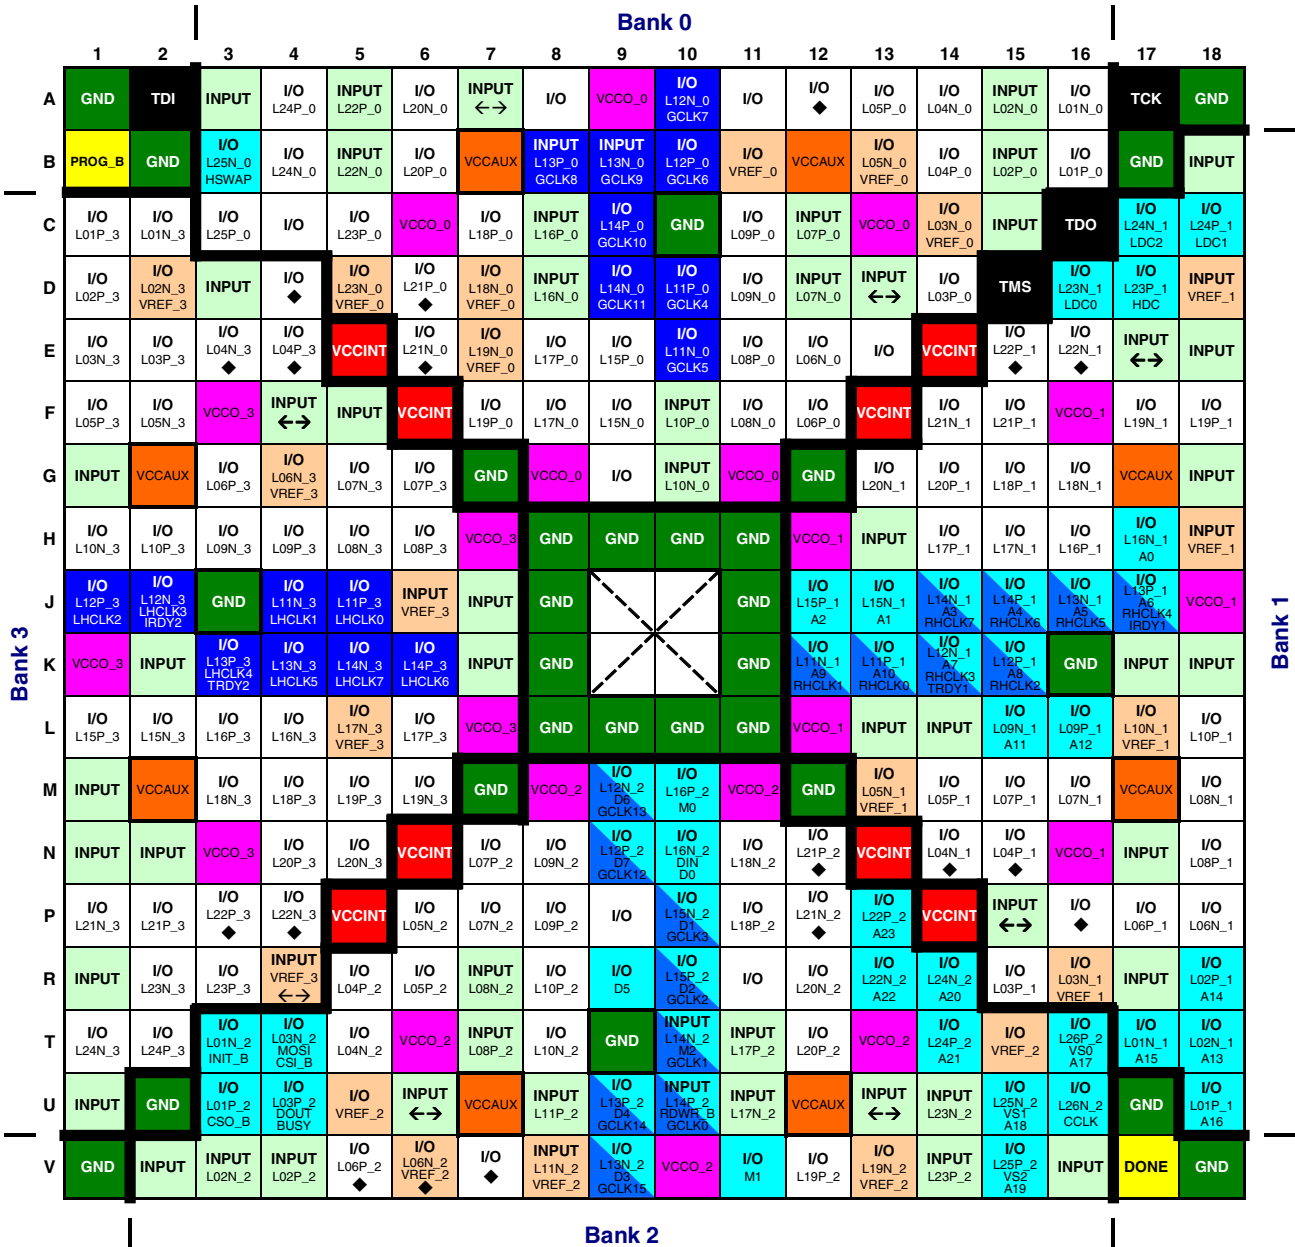 Bank 0
1 2 3 4 5 6 7 8 9 10 11 12 13 14 15 16 17 18
A GND TDI INPUT I/O L24P_0 INPUT L22P_0 I/O L20N_0 INPUT ←→ I/O VCCO_0 I/O L12N_0 GCLK7 I/O I/O ◆ I/O L05P_0 I/O L04N_0 INPUT L02N_0 I/O L01N_0 TCK GND
B PROG_B GND I/O L25N_0 HSWAP I/O L24N_0 INPUT L22N_0 I/O L20P_0 VCCAUX INPUT L13P_0 GCLK8 INPUT L13N_0 GCLK9 I/O L12P_0 GCLK6 I/O VREF_0 VCCAUX I/O L05N_0 VREF_0 I/O L04P_0 INPUT L02P_0 I/O L01P_0 GND INPUT
C I/O L01P_3 I/O L01N_3 I/O L25P_0 I/O I/O L23P_0 VCCO_0 I/O L18P_0 INPUT L16P_0 I/O L14P_0 GCLK10 GND I/O L09P_0 INPUT L07P_0 VCCO_0 I/O L03N_0 VREF_0 INPUT TDO I/O L24N_1 LDC2 I/O L24P_1 LDC1
D I/O L02P_3 I/O L02N_3 VREF_3 INPUT I/O ◆ I/O L23N_0 VREF_0 I/O L21P_0 ◆ I/O L18N_0 VREF_0 INPUT L16N_0 I/O L14N_0 GCLK11 I/O L11P_0 GCLK4 I/O L09N_0 INPUT L07N_0 INPUT ←→ I/O L03P_0 TMS I/O L23N_1 LDC0 I/O L23P_1 HDC INPUT VREF_1
E I/O L03N_3 I/O L03P_3 I/O L04N_3 ◆ I/O L04P_3 ◆ VCCINT I/O L21N_0 ◆ I/O L19N_0 VREF_0 I/O L17P_0 I/O L15P_0 I/O L11N_0 GCLK5 I/O L08P_0 I/O L06N_0 I/O VCCINT I/O L22P_1 ◆ I/O L22N_1 ◆ INPUT ←→ INPUT
F I/O L05P_3 I/O L05N_3 VCCO_3 INPUT ←→ INPUT VCCINT I/O L19P_0 I/O L17N_0 I/O L15N_0 INPUT L10P_0 I/O L08N_0 I/O L06P_0 VCCINT I/O L21N_1 I/O L21P_1 VCCO_1 I/O L19N_1 I/O L19P_1
G INPUT VCCAUX I/O L06P_3 I/O L06N_3 VREF_3 I/O L07N_3 I/O L07P_3 GND VCCO_0 I/O INPUT L10N_0 VCCO_0 GND I/O L20N_1 I/O L20P_1 I/O L18P_1 I/O L18N_1 VCCAUX INPUT
H I/O L10N_3 I/O L10P_3 I/O L09N_3 I/O L09P_3 I/O L08N_3 I/O L08P_3 VCCO_3 GND GND GND GND VCCO_1 INPUT I/O L17P_1 I/O L17N_1 I/O L16P_1 I/O L16N_1 A0 INPUT VREF_1
J I/O L12P_3 LHCLK2 I/O L12N_3 LHCLK3 IRDY2 GND I/O L11N_3 LHCLK1 I/O L11P_3 LHCLK0 INPUT VREF_3 INPUT GND GND I/O L15P_1 A2 I/O L15N_1 A1 I/O L14N_1 A3 RHCLK7 I/O L14P_1 A4 RHCLK6 I/O L13N_1 A5 RHCLK5 I/O L13P_1 A6 RHCLK4 IRDY1 VCCO_1
Bank 3
Bank 1
K VCCO_3 INPUT I/O L13P_3 LHCLK4 TRDY2 I/O L13N_3 LHCLK5 I/O L14N_3 LHCLK7 I/O L14P_3 LHCLK6 INPUT GND GND I/O L11N_1 A9 RHCLK1 I/O L11P_1 A10 RHCLK0 I/O L12N_1 A7 RHCLK3 TRDY1 I/O L12P_1 A8 RHCLK2 GND INPUT INPUT
L I/O L15P_3 I/O L15N_3 I/O L16P_3 I/O L16N_3 I/O L17N_3 VREF_3 I/O L17P_3 VCCO_3 GND GND GND GND VCCO_1 INPUT INPUT I/O L09N_1 A11 I/O L09P_1 A12 I/O L10N_1 VREF_1 I/O L10P_1
M INPUT VCCAUX I/O L18N_3 I/O L18P_3 I/O L19P_3 I/O L19N_3 GND VCCO_2 I/O L12N_2 D6 GCLK13 I/O L16P_2 M0 VCCO_2 GND I/O L05N_1 VREF_1 I/O L05P_1 I/O L07P_1 I/O L07N_1 VCCAUX I/O L08N_1
N INPUT INPUT VCCO_3 I/O L20P_3 I/O L20N_3 VCCINT I/O L07P_2 I/O L09N_2 I/O L12P_2 D7 GCLK12 I/O L16N_2 DIN D0 I/O L18N_2 I/O L21P_2 ◆ VCCINT I/O L04N_1 ◆ I/O L04P_1 ◆ VCCO_1 INPUT I/O L08P_1
P I/O L21N_3 I/O L21P_3 I/O L22P_3 ◆ I/O L22N_3 ◆ VCCINT I/O L05N_2 I/O L07N_2 I/O L09P_2 I/O I/O L15N_2 D1 GCLK3 I/O L18P_2 I/O L21N_2 ◆ I/O L22P_2 A23 VCCINT INPUT ←→ I/O ◆ I/O L06P_1 I/O L06N_1
R INPUT I/O L23N_3 I/O L23P_3 INPUT VREF_3 ←→ I/O L04P_2 I/O L05P_2 INPUT L08N_2 I/O L10P_2 I/O D5 I/O L15P_2 D2 GCLK2 I/O I/O L20N_2 I/O L22N_2 A22 I/O L24N_2 A20 I/O L03P_1 I/O L03N_1 VREF_1 INPUT I/O L02P_1 A14
T I/O L24N_3 I/O L24P_3 I/O L01N_2 INIT_B I/O L03N_2 MOSI CSI_B I/O L04N_2 VCCO_2 INPUT L08P_2 I/O L10N_2 GND INPUT L14N_2 M2 GCLK1 INPUT L17P_2 I/O L20P_2 VCCO_2 I/O L24P_2 A21 I/O VREF_2 I/O L26P_2 VS0 A17 I/O L01N_1 A15 I/O L02N_1 A13
U INPUT GND I/O L01P_2 CSO_B I/O L03P_2 DOUT BUSY I/O VREF_2 INPUT ←→ VCCAUX INPUT L11P_2 I/O L13P_2 D4 GCLK14 INPUT L14P_2 RDWR_B GCLK0 INPUT L17N_2 VCCAUX INPUT ←→ INPUT L23N_2 I/O L25N_2 VS1 A18 I/O L26N_2 CCLK GND I/O L01P_1 A16
V GND INPUT INPUT L02N_2 INPUT L02P_2 I/O L06P_2 ◆ I/O L06N_2 VREF_2 ◆ I/O ◆ INPUT L11N_2 VREF_2 I/O L13N_2 D3 GCLK15 VCCO_2 I/O M1 I/O L19P_2 I/O L19N_2 VREF_2 INPUT L23P_2 I/O L25P_2 VS2 A19 INPUT DONE GND
Bank 2